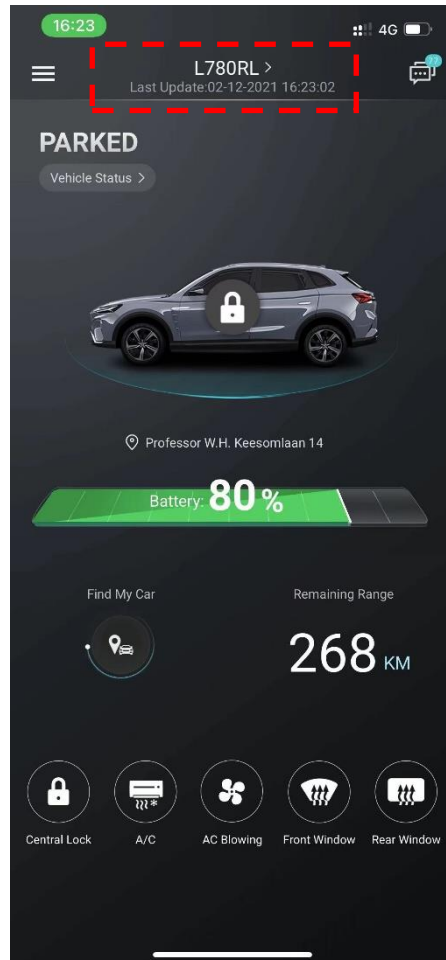 16:23
4G
L780RL >
Last Update:02-12-2021 16:23:02
PARKED
Vehicle Status >
Professor W.H. Keesomlaan 14
Battery: 80%
Find My Car
Remaining Range
268 KM
Central Lock
A/C
AC Blowing
Front Window
Rear Window